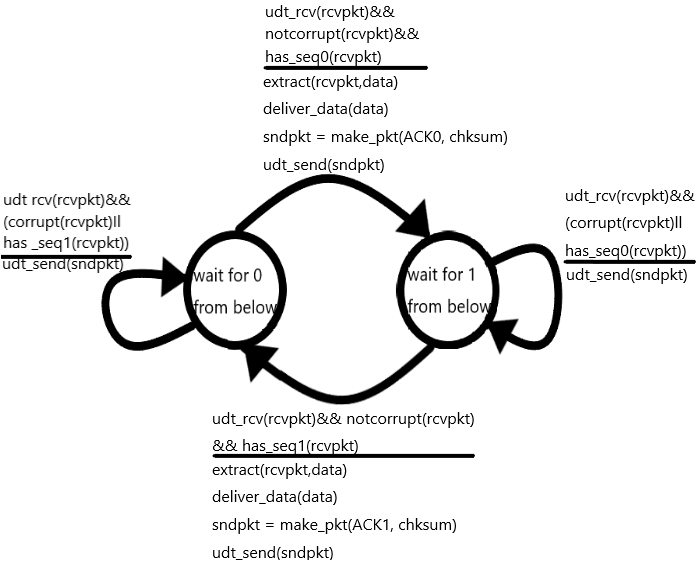 udt_rcv(rcvpkt)&&
notcorrupt(rcvpkt)&&
has_seq0(rcvpkt)
extract(rcvpkt,data)
deliver_data(data)
sndpkt = make_pkt(ACK0, chksum)
udt_send(sndpkt)
udt rcv(rcvpkt)&&
(corrupt(rcvpkt)ll
has _seq1(rcvpkt))
udt_send(sndpkt)
udt_rcv(rcvpkt)&&
(corrupt(rcvpkt)ll
has_seq0(rcvpkt))
udt_send(sndpkt)
wait for 0
from below
wait for 1
from below
udt_rcv(rcvpkt)&& notcorrupt(rcvpkt)
&& has_seq1(rcvpkt)
extract(rcvpkt,data)
deliver_data(data)
sndpkt = make_pkt(ACK1, chksum)
udt_send(sndpkt)